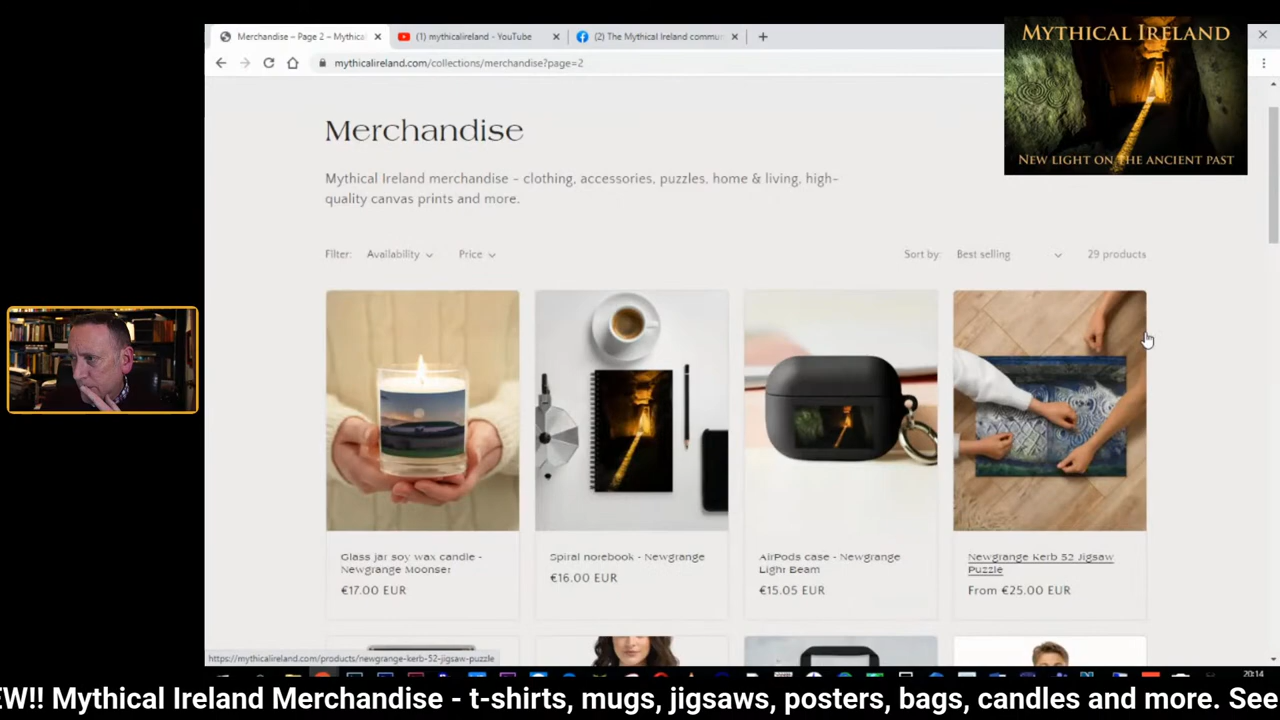 Merchandise – Page 2 – Mythica
(1) mythicalireland - YouTube
(2) The Mythical Ireland commu
mythicalireland.com/collections/merchandise?page=2
MYTHICAL IRELAND
NEW LIGHT ON THE ANCIENT PAST
Merchandise
Mythical Ireland merchandise - clothing, accessories, puzzles, home & living, high-
quality canvas prints and more.
Filter: Availability Price
Sort by: Best selling 29 products
Glass jar soy wax candle -
Newgrange Moonset
€17.00 EUR
Spiral notebook - Newgrange
€16.00 EUR
AirPods case - Newgrange
Light Beam
€15.05 EUR
Newgrange Kerb 52 Jigsaw
Puzzle
From €25.00 EUR
https://mythicalireland.com/products/newgrange-kerb-52-jigsaw-puzzle
20:14
EW!! Mythical Ireland Merchandise - t-shirts, mugs, jigsaws, posters, bags, candles and more. See